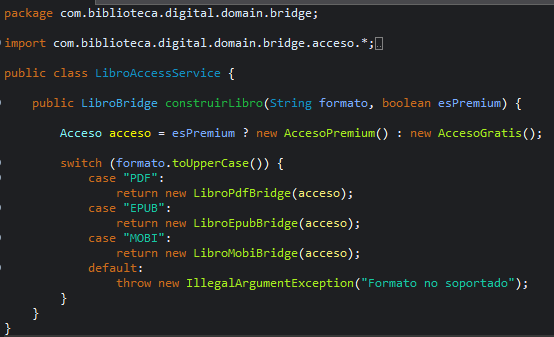 package com.biblioteca.digital.domain.bridge;
import com.biblioteca.digital.domain.bridge.acceso.*;
public class LibroAccessService {
public LibroBridge construirLibro(String formato, boolean esPremium) {
Acceso acceso = esPremium ? new AccesoPremium() : new AccesoGratis();
switch (formato.toUpperCase()) {
case "PDF":
return new LibroPdfBridge(acceso);
case "EPUB":
return new LibroEpubBridge(acceso);
case "MOBI":
return new LibroMobiBridge(acceso);
default:
throw new IllegalArgumentException("Formato no soportado");
}
}
}